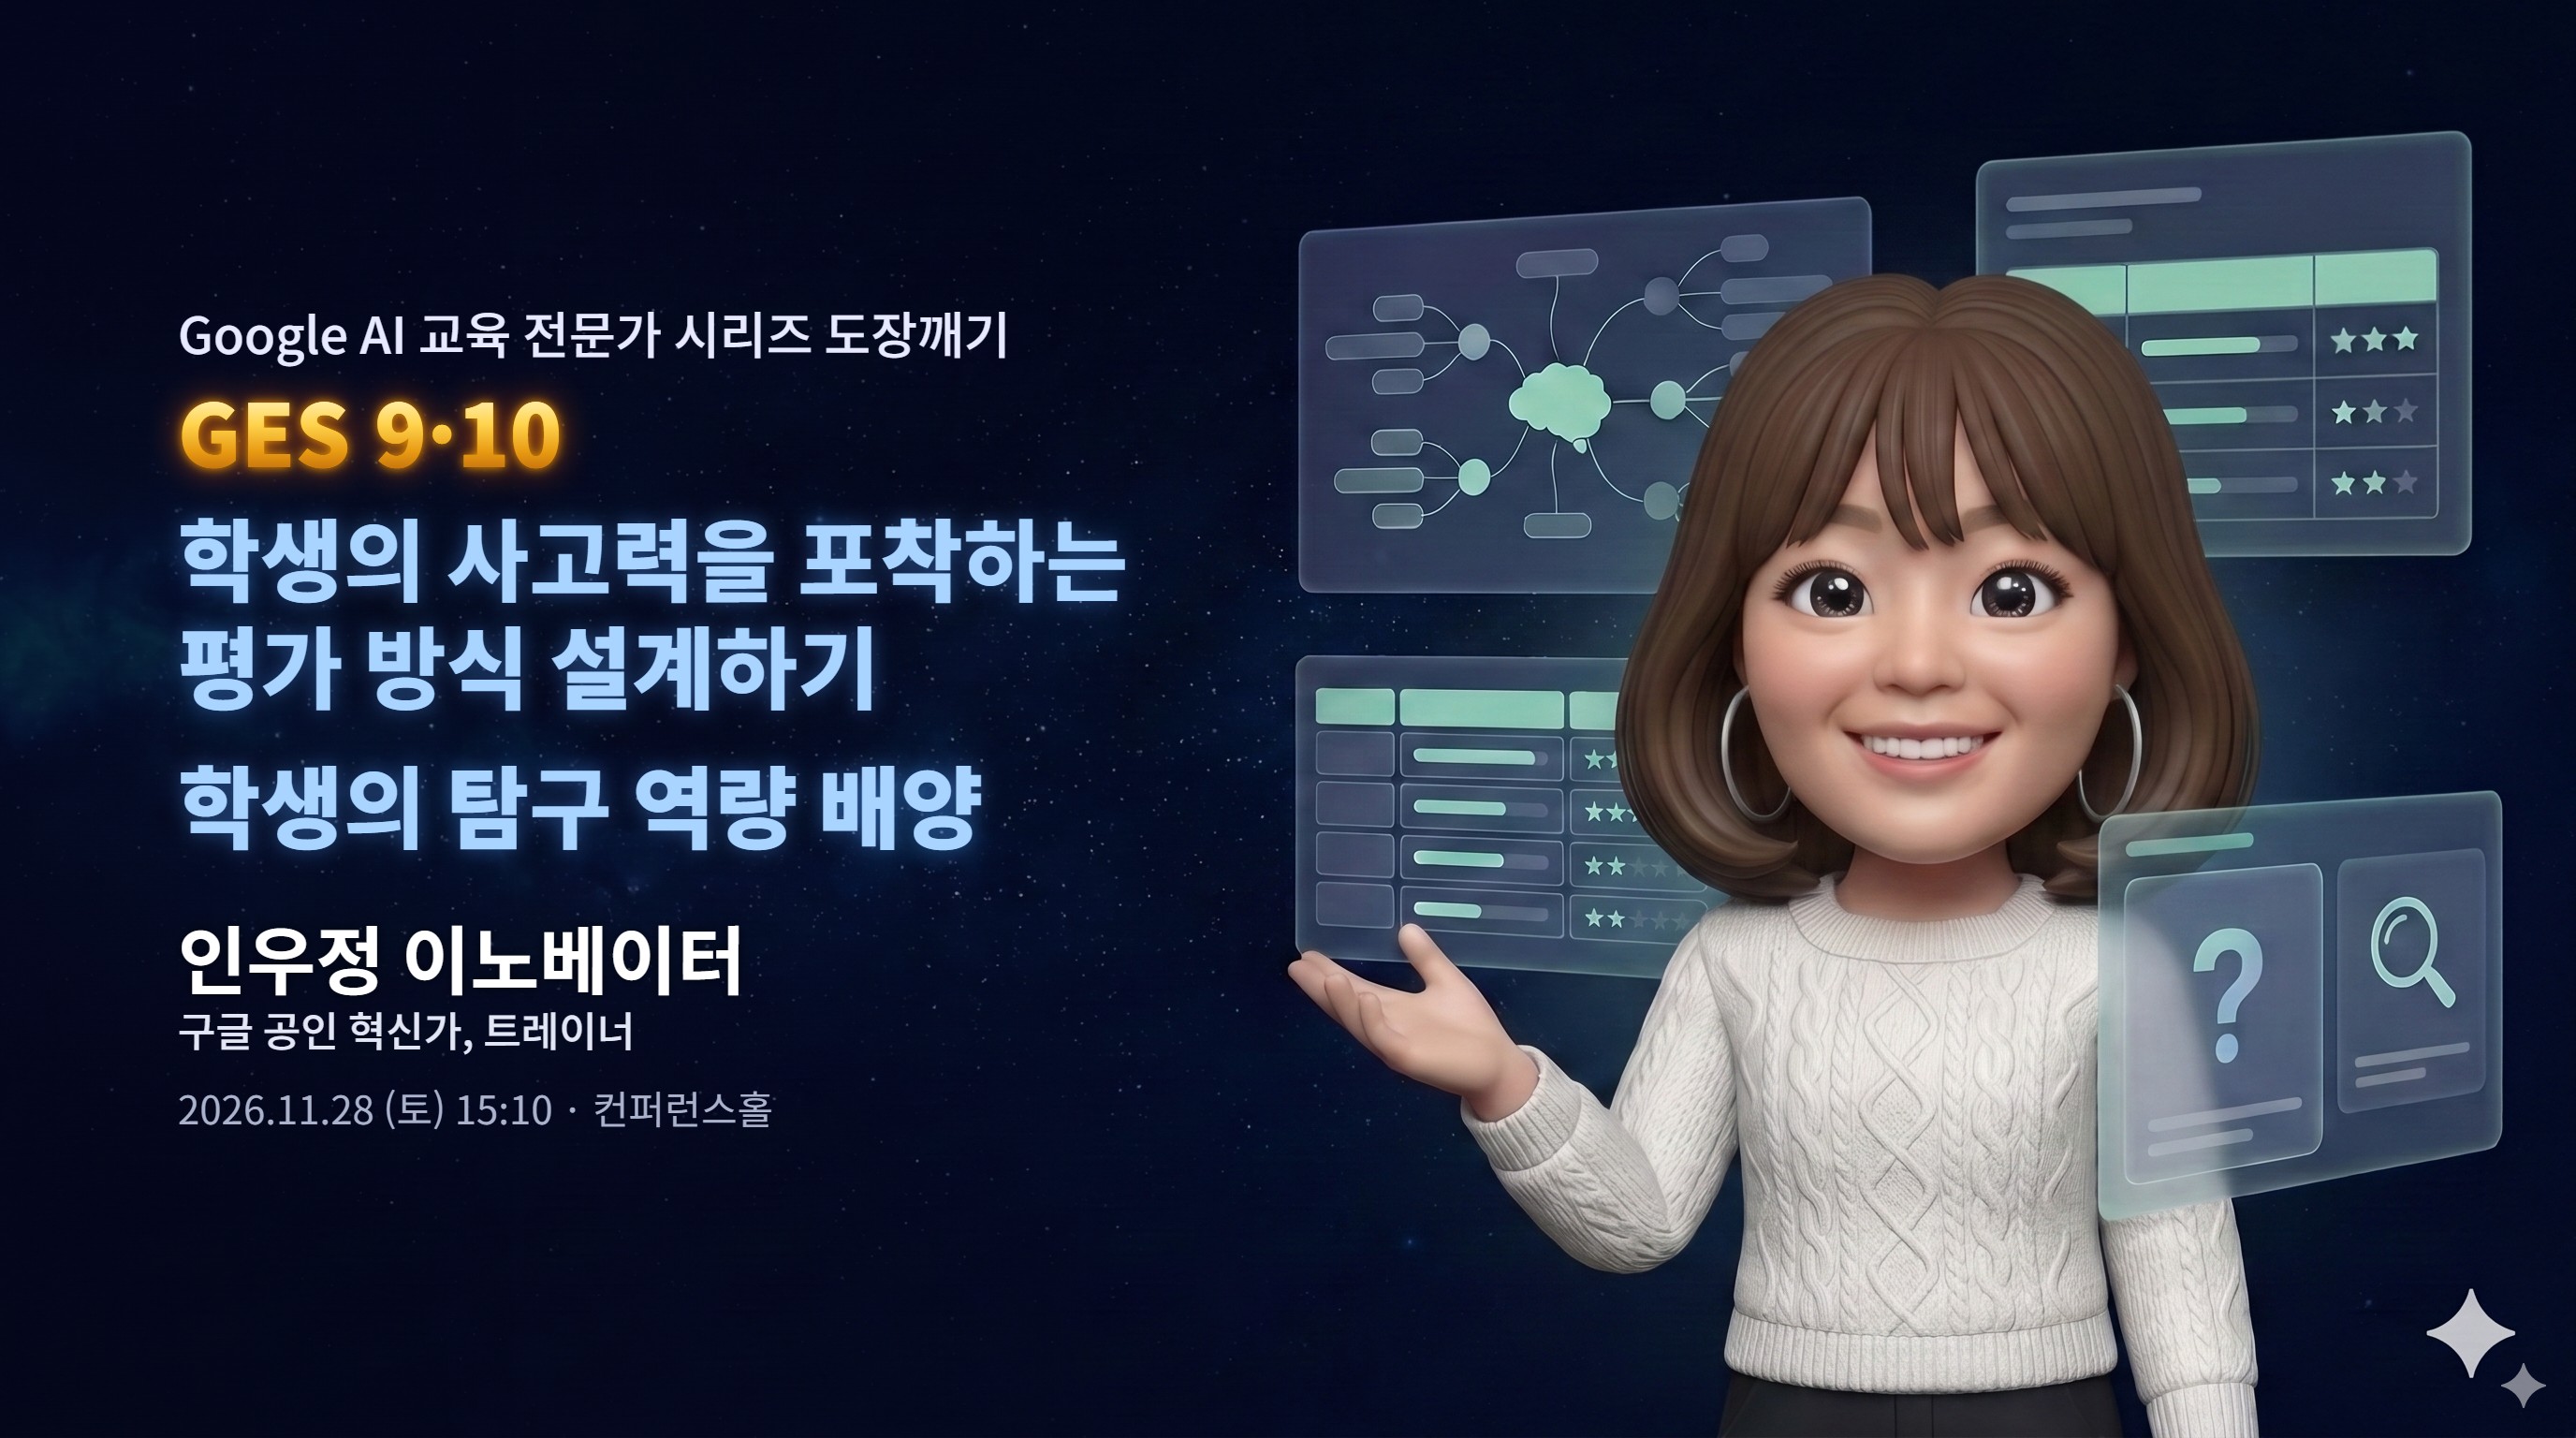 Google AI 교육 전문가 시리즈 도장깨기
GES 9·10
학생의 사고력을 포착하는
평가 방식 설계하기
학생의 탐구 역량 배양
인우정 이노베이터
구글 공인 혁신가, 트레이너
2026.11.28 (토) 15:10 · 컨퍼런스홀
?